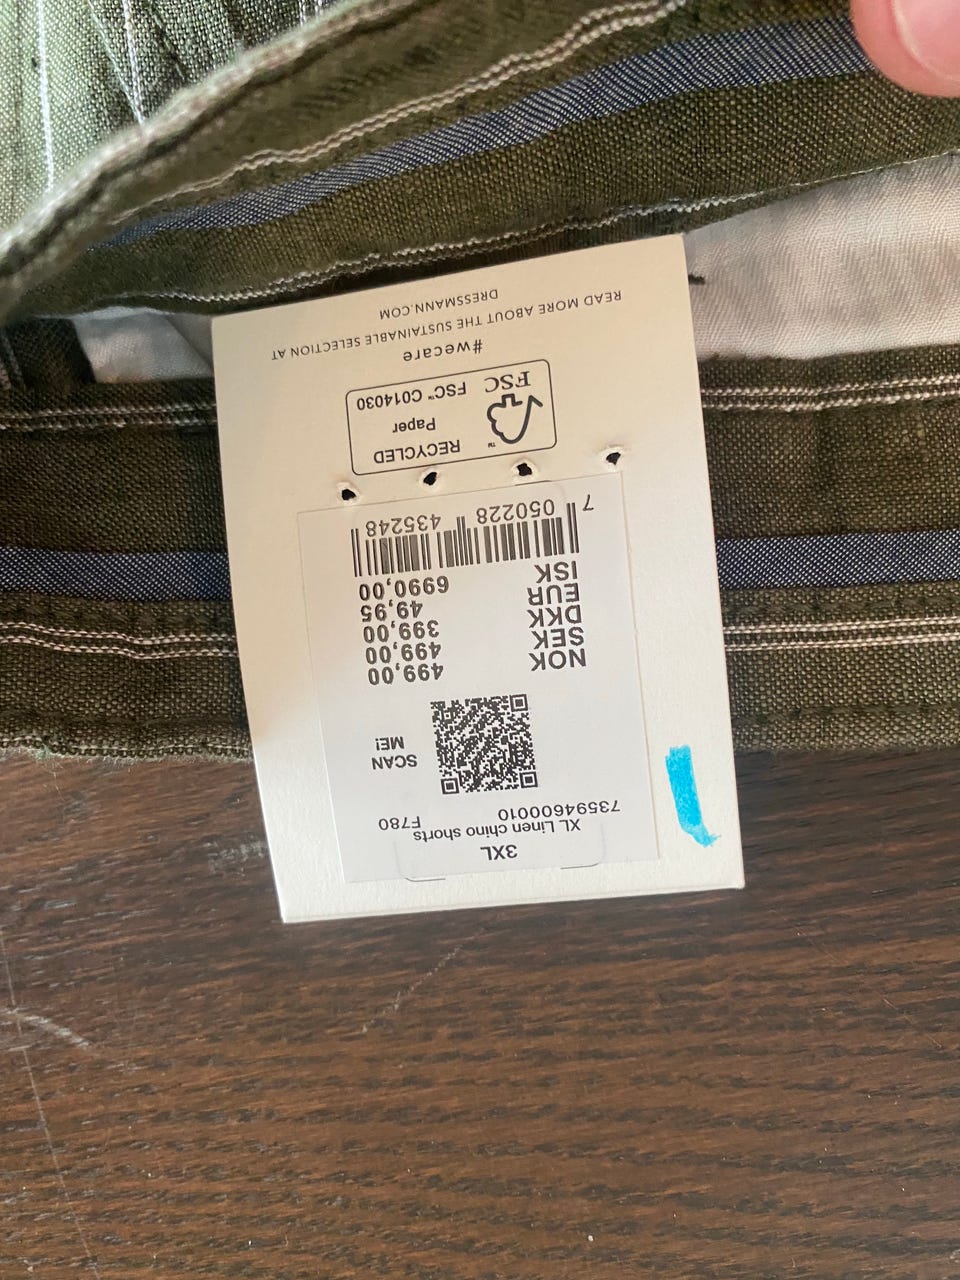 3XL
XL Linen chino shorts
73594600010 F780
SCAN
ME!
NOK 499,00
SEK 499,00
DKK 399,00
EUR 49,95
ISK 6990,00
7 050228 435248
RECYCLED
Paper
FSC™ C014030
FSC
™
#wecare
READ MORE ABOUT THE SUSTAINABLE SELECTION AT
DRESSMANN.COM